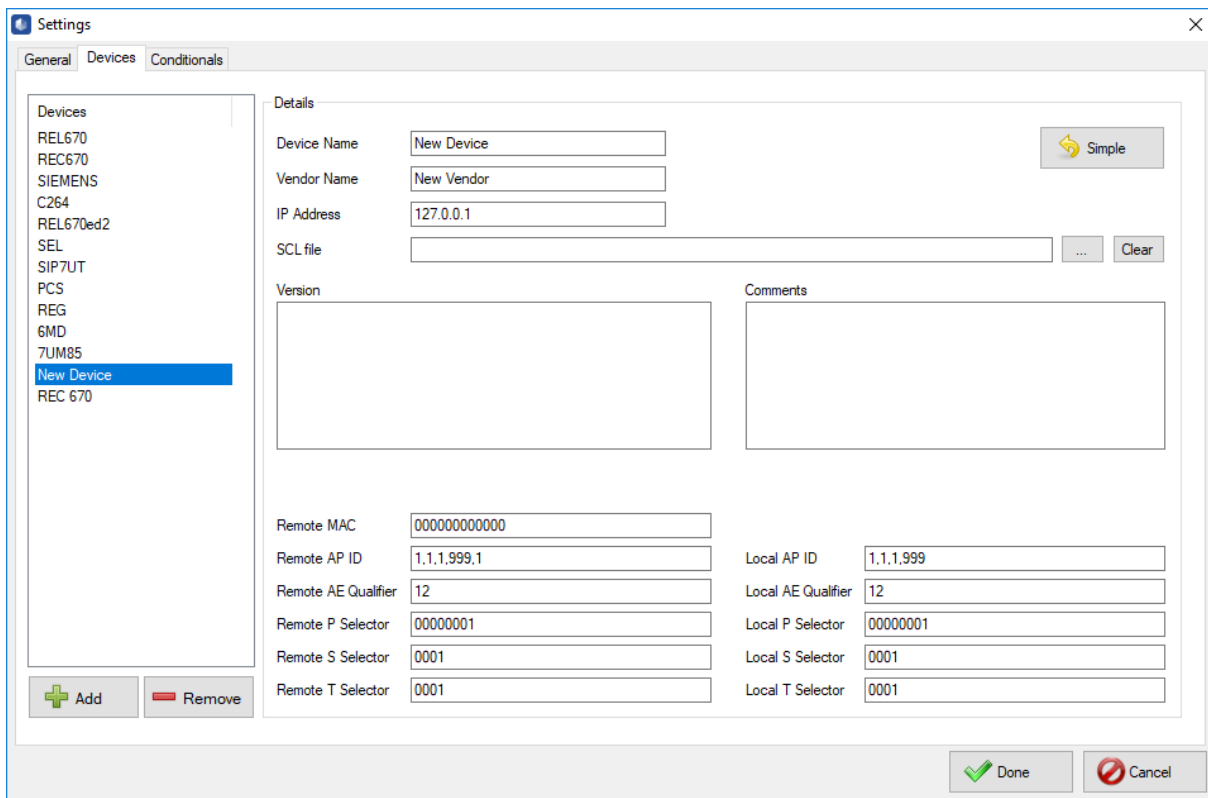 Settings
General Devices Conditionals
Devices
REL670
REC670
SIEMENS
C264
REL670ed2
SEL
SIP7UT
PCS
REG
6MD
7UM85
New Device
REC 670
Add Remove
Details
Device Name New Device
Simple
Vendor Name New Vendor
IP Address 127.0.0.1
SCL file ... Clear
Version Comments
Remote MAC 000000000000
Remote AP ID 1,1,1,999,1 Local AP ID 1,1,1,999
Remote AE Qualifier 12 Local AE Qualifier 12
Remote P Selector 00000001 Local P Selector 00000001
Remote S Selector 0001 Local S Selector 0001
Remote T Selector 0001 Local T Selector 0001
Done Cancel